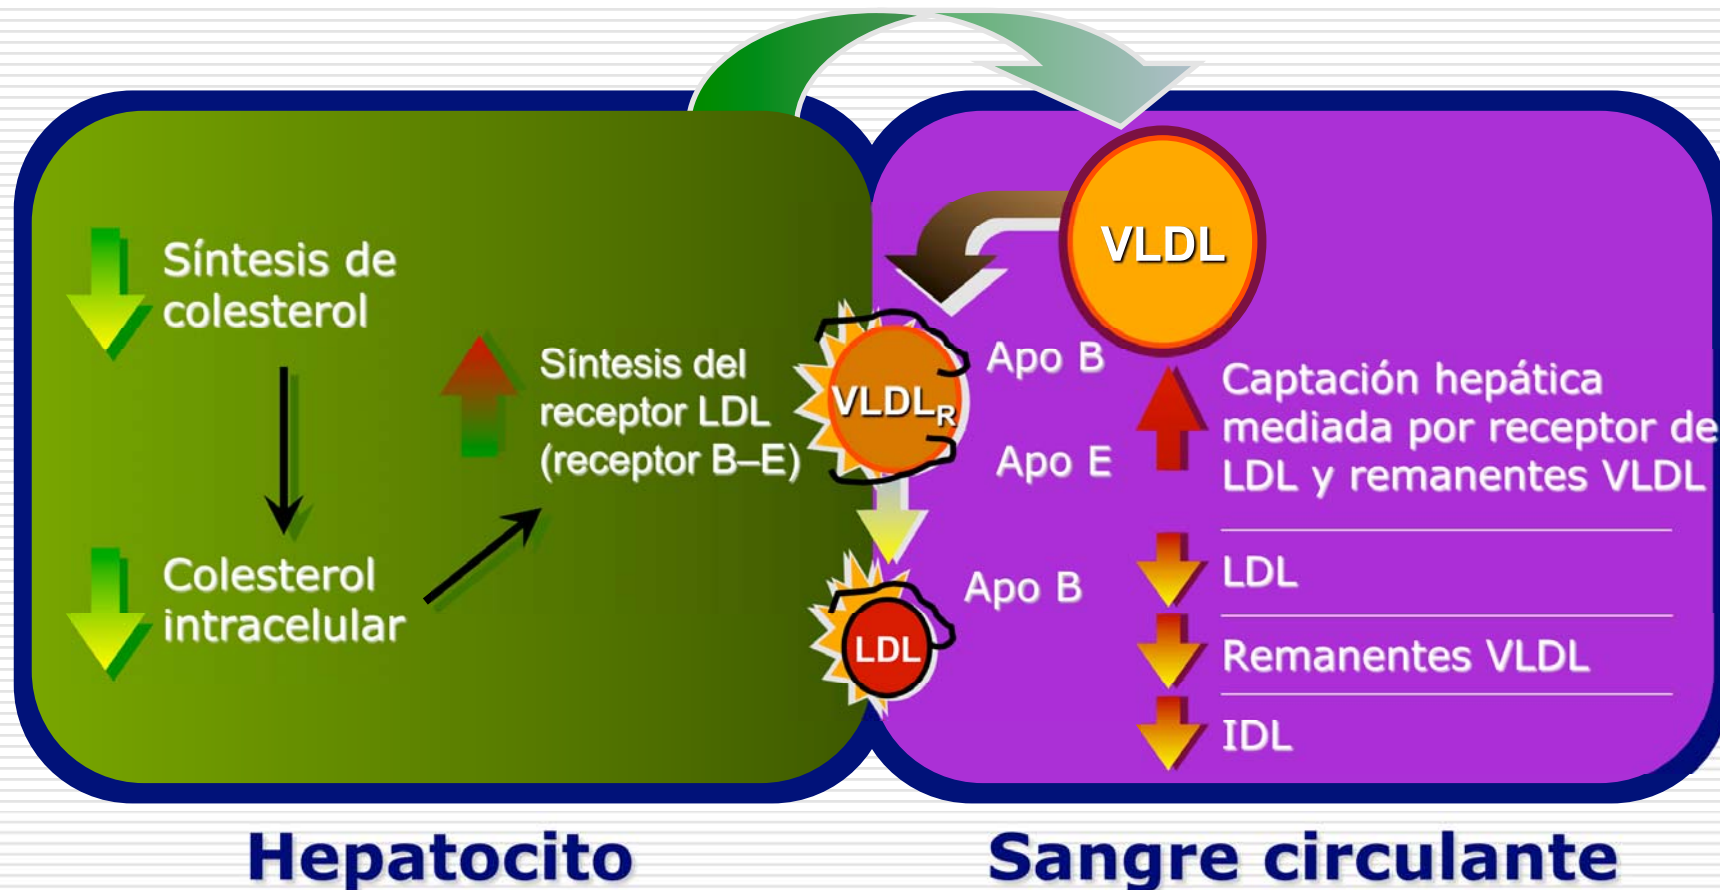 Síntesis de
colesterol
Síntesis del
receptor LDL
(receptor B–E)
Colesterol
intracelular
VLDL
VLDLR
Apo B
Apo E
LDL
Apo B
Captación hepática
mediada por receptor de
LDL y remanentes VLDL
LDL
Remanentes VLDL
IDL
Hepatocito
Sangre circulante